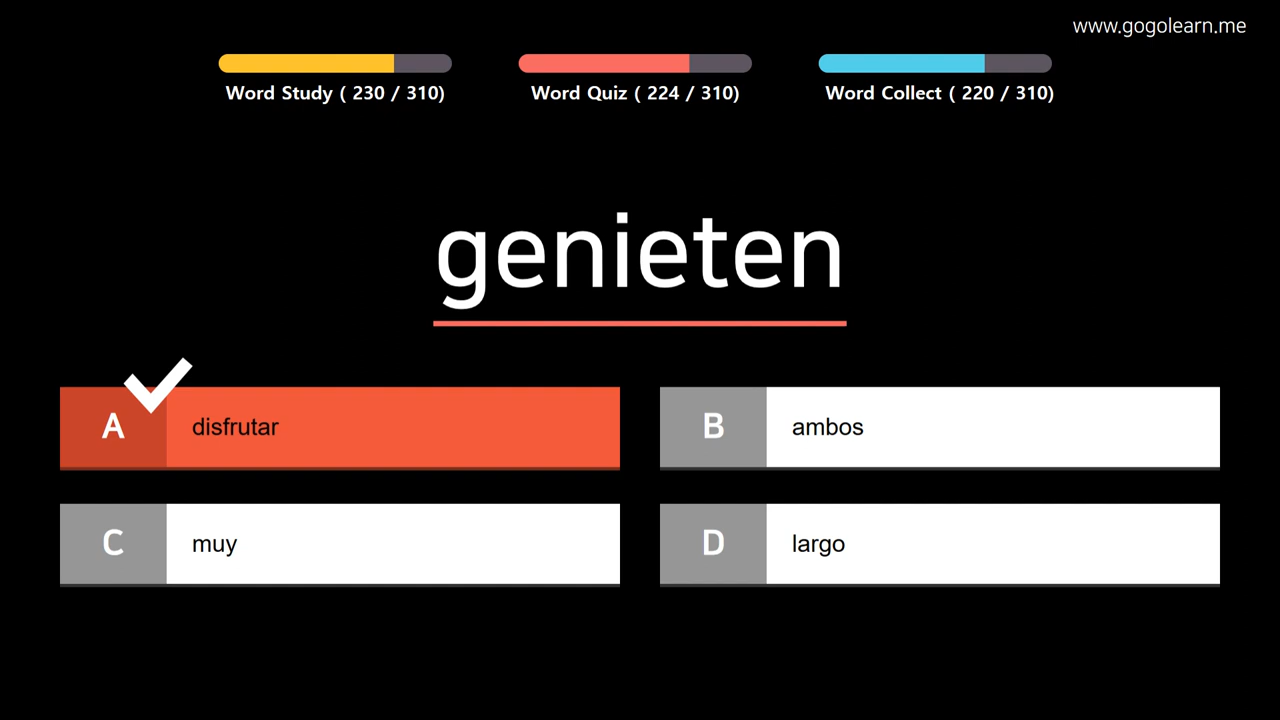 www.gogolearn.me
Word Study ( 230 / 310)
Word Quiz ( 224 / 310)
Word Collect ( 220 / 310)
genieten
A disfrutar
B ambos
C muy
D largo